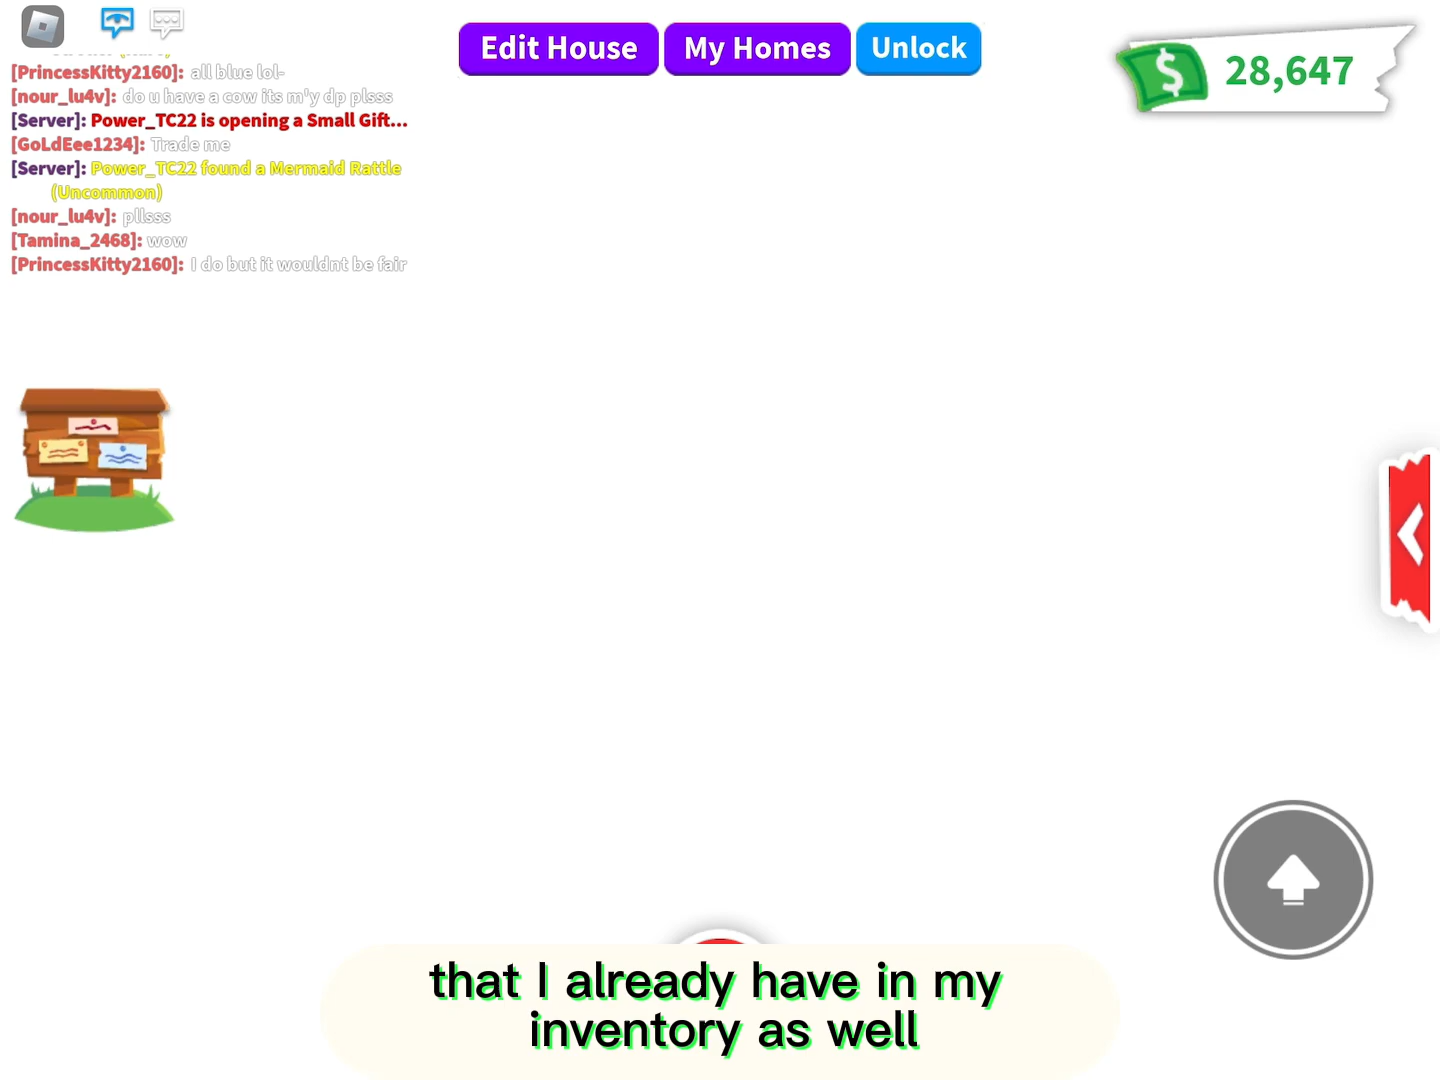 Edit House
My Homes
Unlock
28,647
[PrincessKitty2160]: all blue lol-
[nour_lu4v]: do u have a cow its m'y dp plsss
[Server]: Power_TC22 is opening a Small Gift...
[GoLdEee1234]: Trade me
[Server]: Power_TC22 found a Mermaid Rattle
(Uncommon)
[nour_lu4v]: pllsss
[Tamina_2468]: wow
[PrincessKitty2160]: I do but it wouldnt be fair
that I already have in my
inventory as well